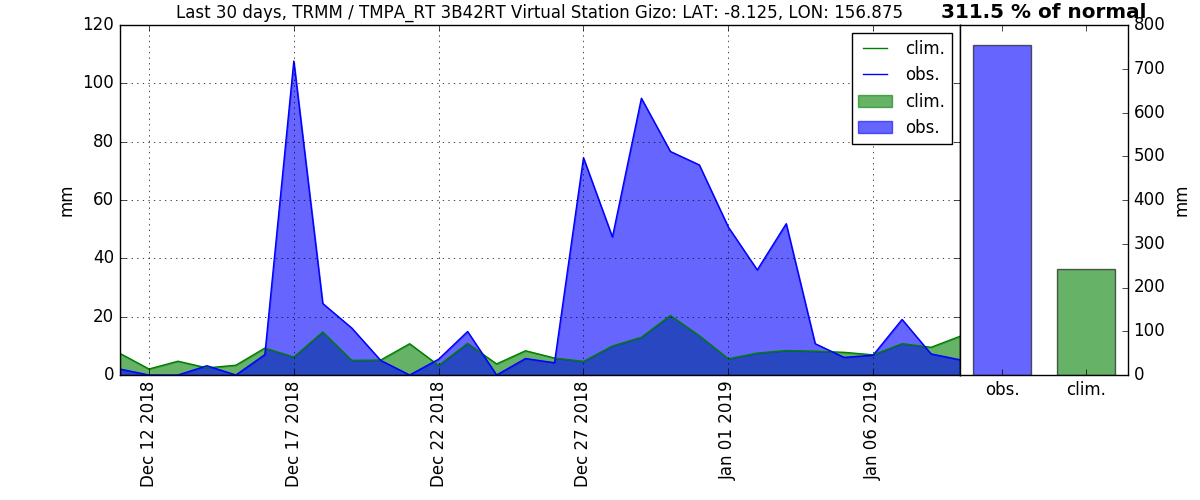 Last 30 days, TRMM / TMPA_RT 3B42RT Virtual Station Gizo: LAT: -8.125, LON: 156.875
311.5 % of normal
120
100
80
60
40
20
0
mm
clim.
obs.
clim.
obs.
Dec 12 2018
Dec 17 2018
Dec 22 2018
Dec 27 2018
Jan 01 2019
Jan 06 2019
800
700
600
500
400
300
200
100
0
mm
obs.
clim.